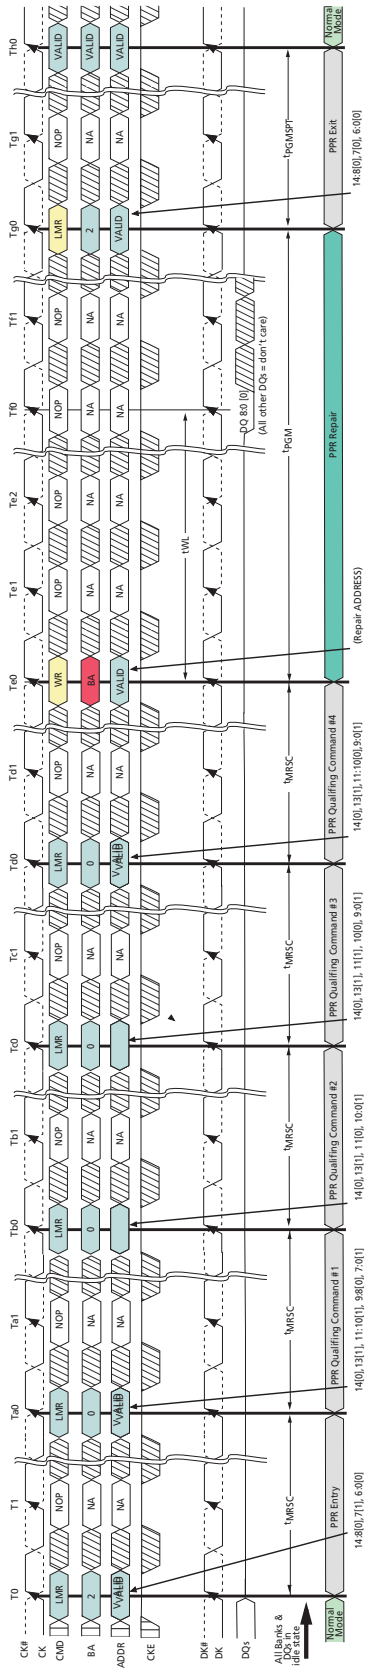 T0 T1 Ta0 Ta1 Tb0 Tb1 Tc0 Tc1 Td0 Td1 Te0 Te1 Te2 Tf0 Tf1 Tg0 Tg1 Th0
CK#
CK
CMD LMR NOP LMR NOP LMR NOP LMR NOP LMR NOP WR NOP NOP NOP NOP LMR NOP VALID
BA 2 NA 0 NA 0 NA 0 NA 0 NA BA NA NA NA NA 2 NA VALID
ADDR VALID NA VALID NA NA NA VALID NA VALID NA NA NA NA VALID NA VALID
CKE
tWL
DK#
DK
DQs
DQ 8:0 [0]
(All other DQs = don't care)
All Banks &
DQs in
idle state
tMRSC tMRSC tMRSC tMRSC tMRSC tPGM tPGMSPT
Normal
Mode
PPR Entry
PPR Qualifing Command #1
PPR Qualifing Command #2
PPR Qualifing Command #3
PPR Qualifing Command #4
PPR Repair
PPR Exit
Normal
Mode
14:8[0],7[1], 6:0[0]
14[0],13[1], 11:10[1], 9:8[0], 7:0[1]
14[0],13[1], 11[0], 10:0[1]
14[0],13[1], 11[1], 10[0], 9:0[1]
14[0],13[1],11:10[0],9:0[1]
(Repair ADDRESS)
14:8[0],7[0], 6:0[0]